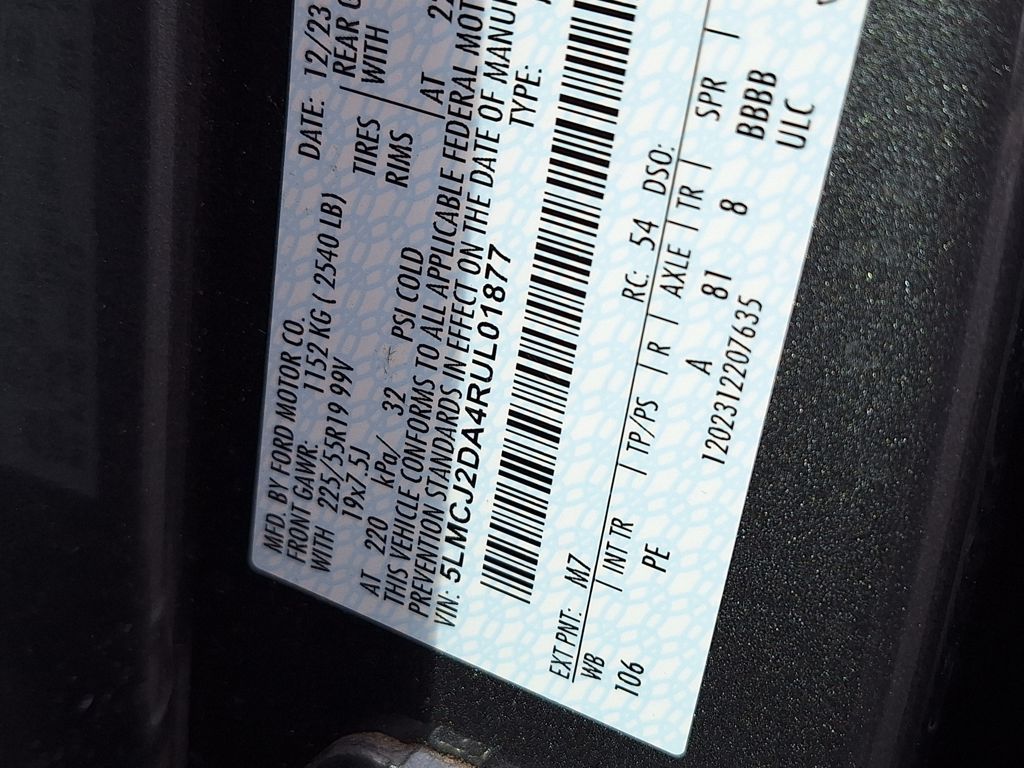 MFD. BY FORD MOTOR CO.
DATE: 12/23
FRONT GAWR: 1152 KG ( 2540 LB)
REAR
WITH 225/55R19 99V TIRES
WITH
19x7.5J RIMS
AT 220 kPa/ 32 PSI COLD
AT 22
THIS VEHICLE CONFORMS TO ALL APPLICABLE FEDERAL
PREVENTION STANDARDS IN EFFECT ON THE DATE OF
VIN: 5LMCJ2DA4RUL01877
TYPE:
EXT PNT: M7 RC: 54 DSO:
WB | INT TR | TP/PS | R | AXLE | TR | SPR |
106 PE A 81 8 BBBB
1202312207635 ULC